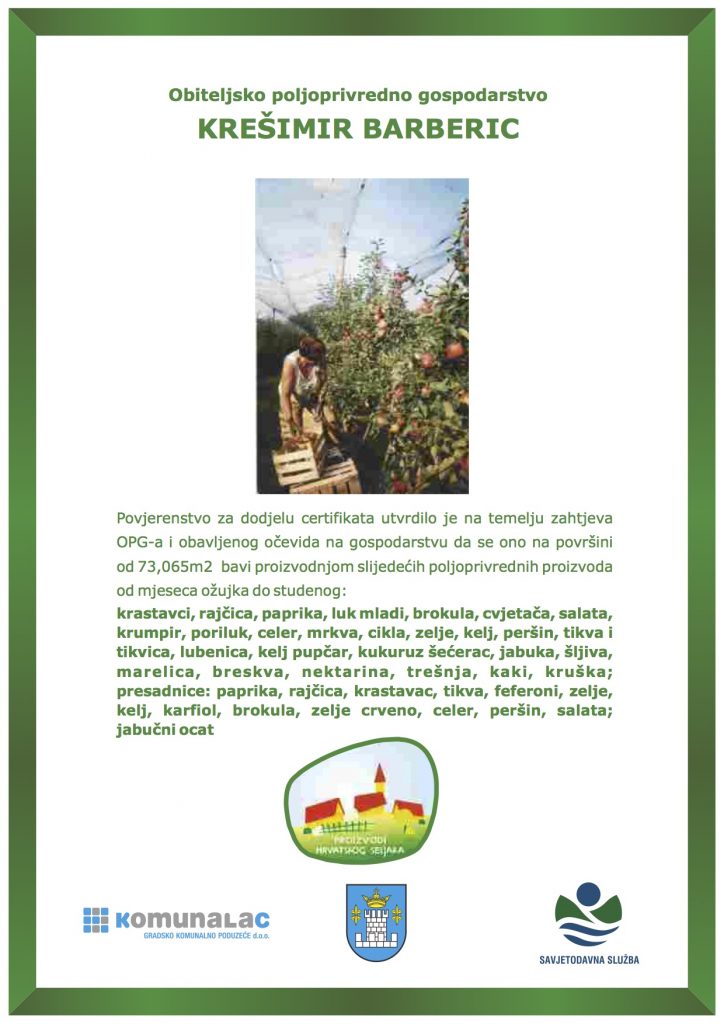 Obiteljsko poljoprivredno gospodarstvo
KREŠIMIR BARBERIC
Povjerenstvo za dodjelu certifikata utvrdilo je na temelju zahtjeva
OPG-a i obavljenog očevida na gospodarstvu da se ono na površini
od 73,065m2 bavi proizvodnjom slijedećih poljoprivrednih proizvoda
od mjeseca ožujka do studenog:
krastavci, rajčica, paprika, luk mladi, brokula, cvjetača, salata,
krumpir, poriluk, celer, mrkva, cikla, zelje, kelj, peršin, tikva i
tikvica, lubenica, kelj pupčar, kukuruz šećerac, jabuka, šljiva,
marelica, breskva, nektarina, trešnja, kaki, kruška;
presadnice: paprika, rajčica, krastavac, tikva, feferoni, zelje,
kelj, karfiol, brokula, zelje crveno, celer, peršin, salata;
jabučni ocat
PROIZVODI
HRVATSKOG SELJAKA
KOMUNALAC
GRADSKO KOMUNALNO PODUZEĆE d.o.o.
SAVJETODAVNA SLUŽBA